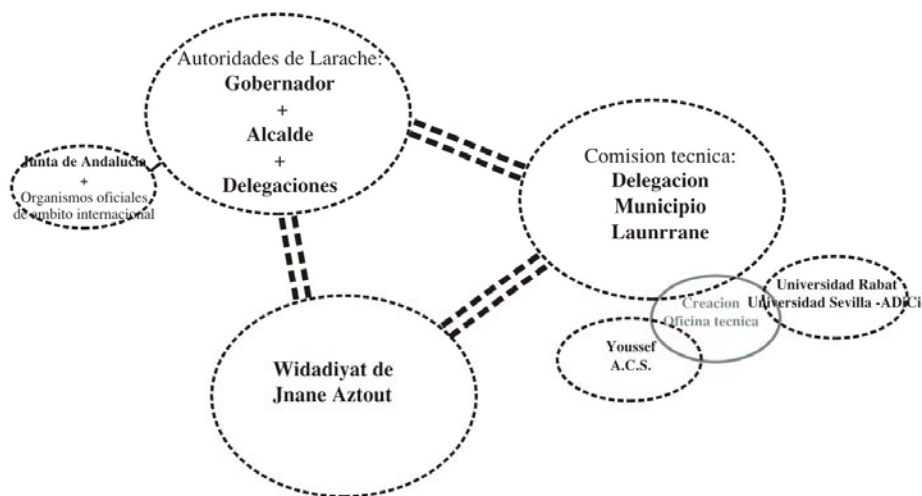 Autoridades de Larache:
Gobernador
+
Alcalde
+
Delegaciones
Junta de Andalucia
+
Organismos oficiales
de ambito internacional
Comision tecnica:
Delegacion
Municipio
Launrrane
Creacion
Oficina tecnica
Universidad Rabat
Universidad Sevilla -ADiCi
Youssef
A.C.S.
Widadiyat de
Jnane Aztout